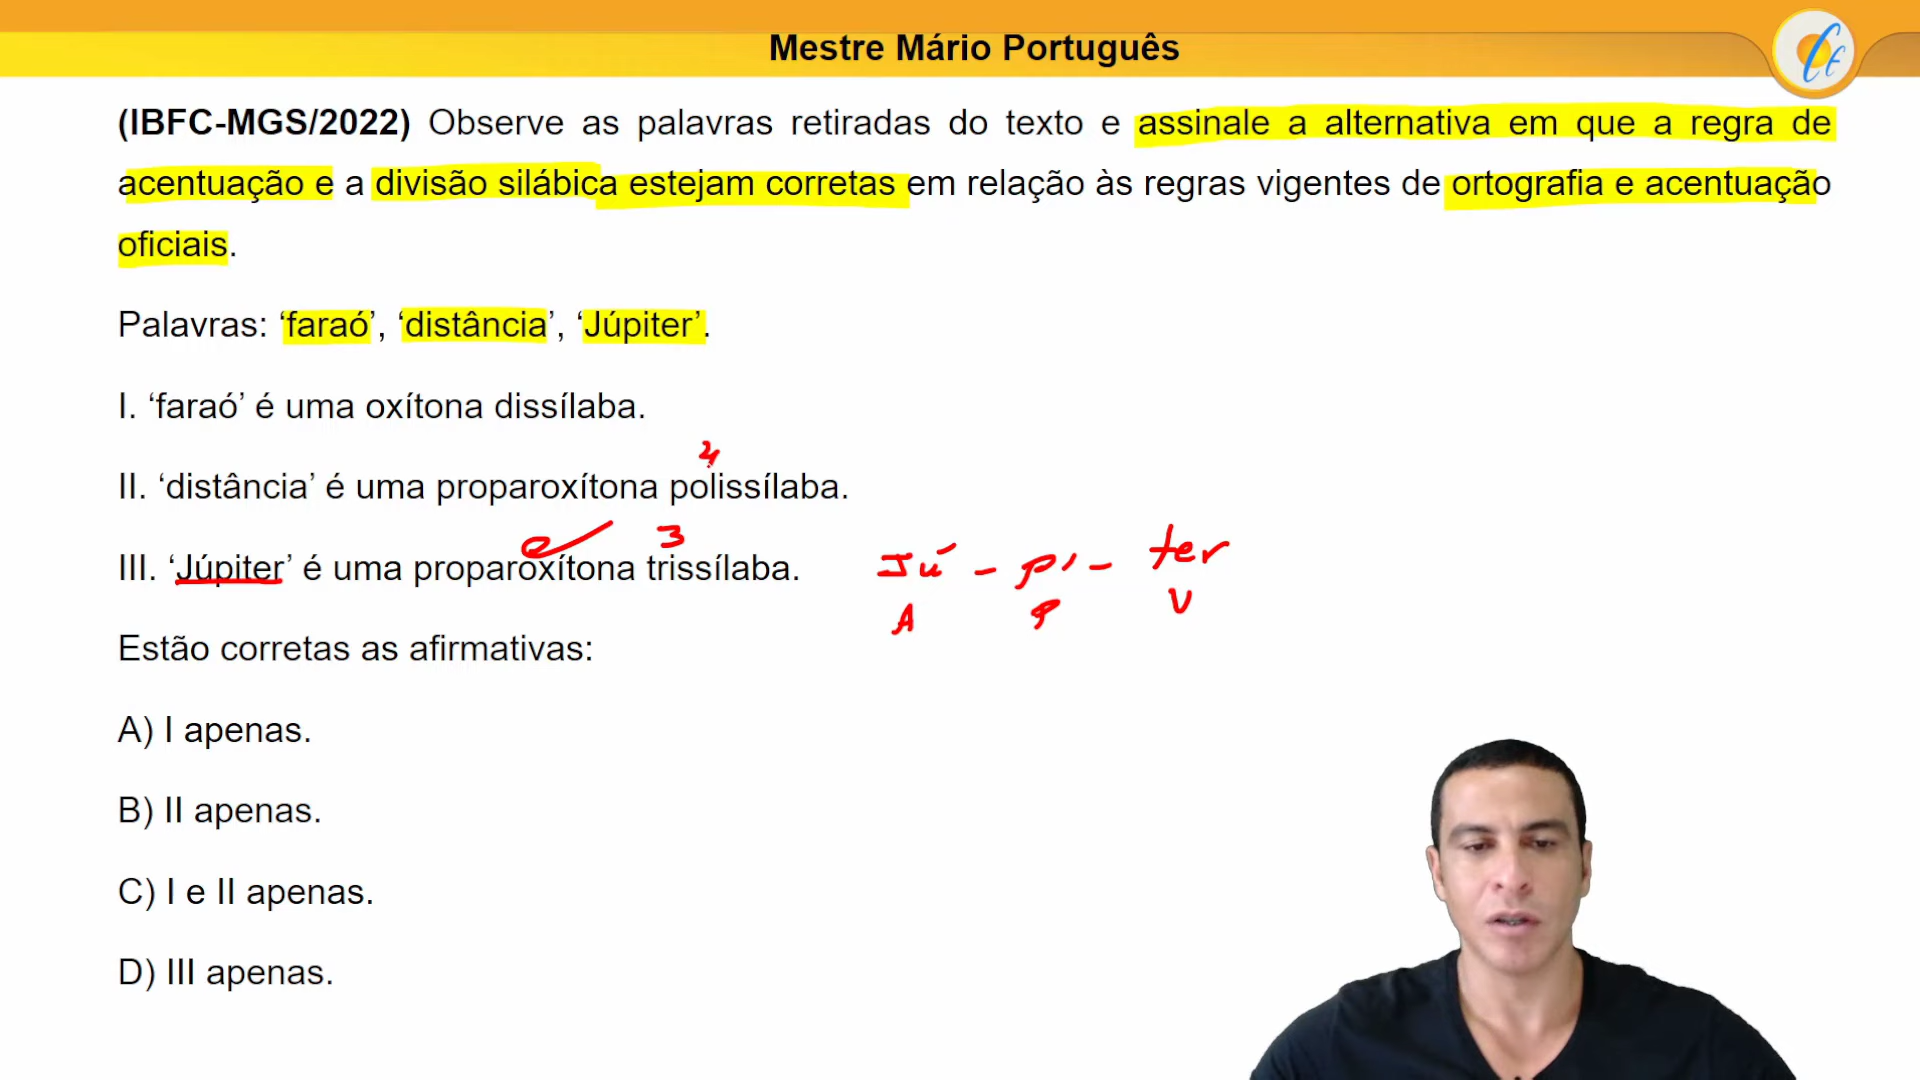 Mestre Mário Português
(IBFC-MGS/2022) Observe as palavras retiradas do texto e assinale a alternativa em que a regra de
acentuação e a divisão silábica estejam corretas em relação às regras vigentes de ortografia e acentuação
oficiais.
Palavras: ‘faraó’, ‘distância’, ‘Júpiter’.
I. ‘faraó’ é uma oxítona dissílaba.
4
II. ‘distância’ é uma proparoxítona polissílaba.
3
III. ‘Júpiter’ é uma proparoxítona trissílaba. Jú - pi - ter
A P V
Estão corretas as afirmativas:
A) I apenas.
B) II apenas.
C) I e II apenas.
D) III apenas.